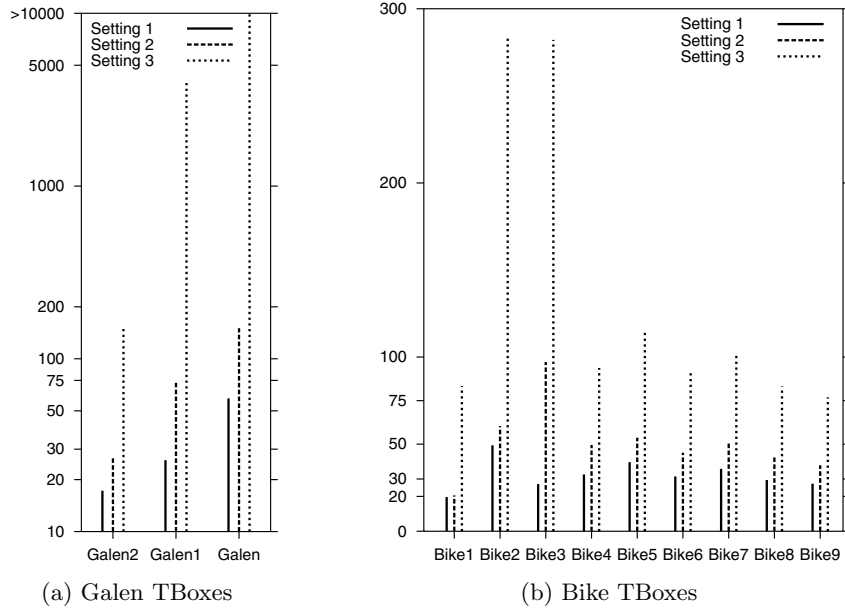 >10000
5000
1000
200
100
75
50
30
20
10
Setting 1
Setting 2
Setting 3
Galen2 Galen1 Galen
(a) Galen TBoxes
300
200
100
75
50
30
20
0
Setting 1
Setting 2
Setting 3
Bike1 Bike2 Bike3 Bike4 Bike5 Bike6 Bike7 Bike8 Bike9
(b) Bike TBoxes